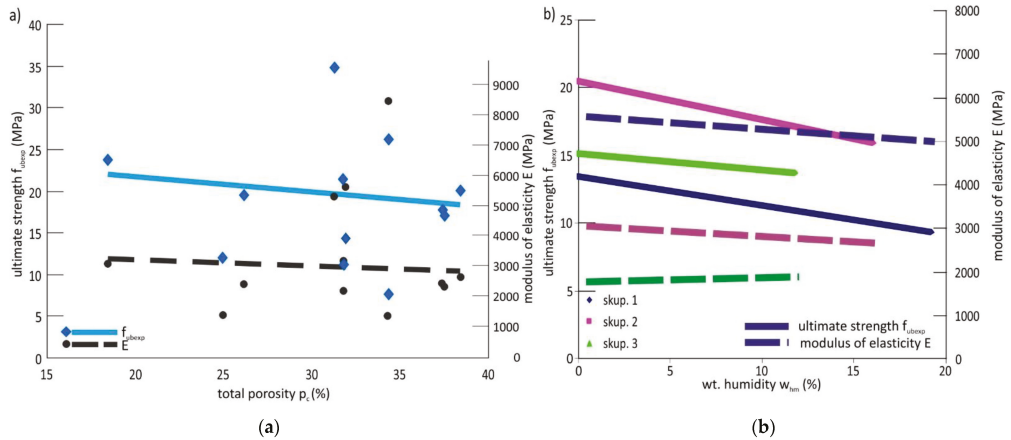 a)
40
35
30
25
20
15
10
5
0
ultimate strength f_ubexp (MPa)
9000
8000
7000
6000
5000
4000
3000
2000
1000
0
modulus of elasticity E (MPa)
f_ubexp
E
15 20 25 30 35 40
total porosity p_c (%)
(a)
b)
25
20
15
10
5
0
ultimate strength f_ubexp (MPa)
8000
7000
6000
5000
4000
3000
2000
1000
0
modulus of elasticity E (MPa)
skup. 1
skup. 2
skup. 3
ultimate strength f_ubexp
modulus of elasticity E
0 5 10 15 20
wt. humidity w_hm (%)
(b)